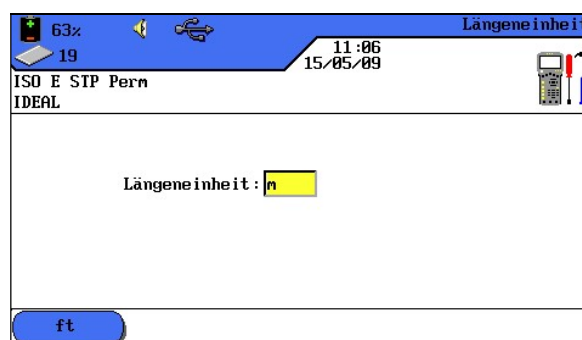 63%
Längeneinheit
19
11:06
15/05/09
ISO E STP Perm
IDEAL
Längeneinheit: m
ft